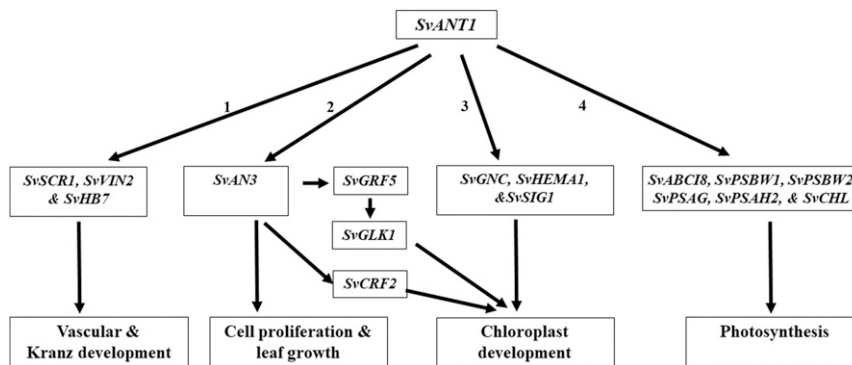 SvANT1
1
2
3
4
SvSCR1, SvVIN2
& SvHB7
SvAN3
SvGRF5
SvGLK1
SvCRF2
SvGNC, SvHEMA1,
&SvSIG1
SvABCI8, SvPSBW1, SvPSBW2
SvPSAG, SvPSAH2, & SvCHL
Vascular &
Kranz development
Cell proliferation &
leaf growth
Chloroplast
development
Photosynthesis